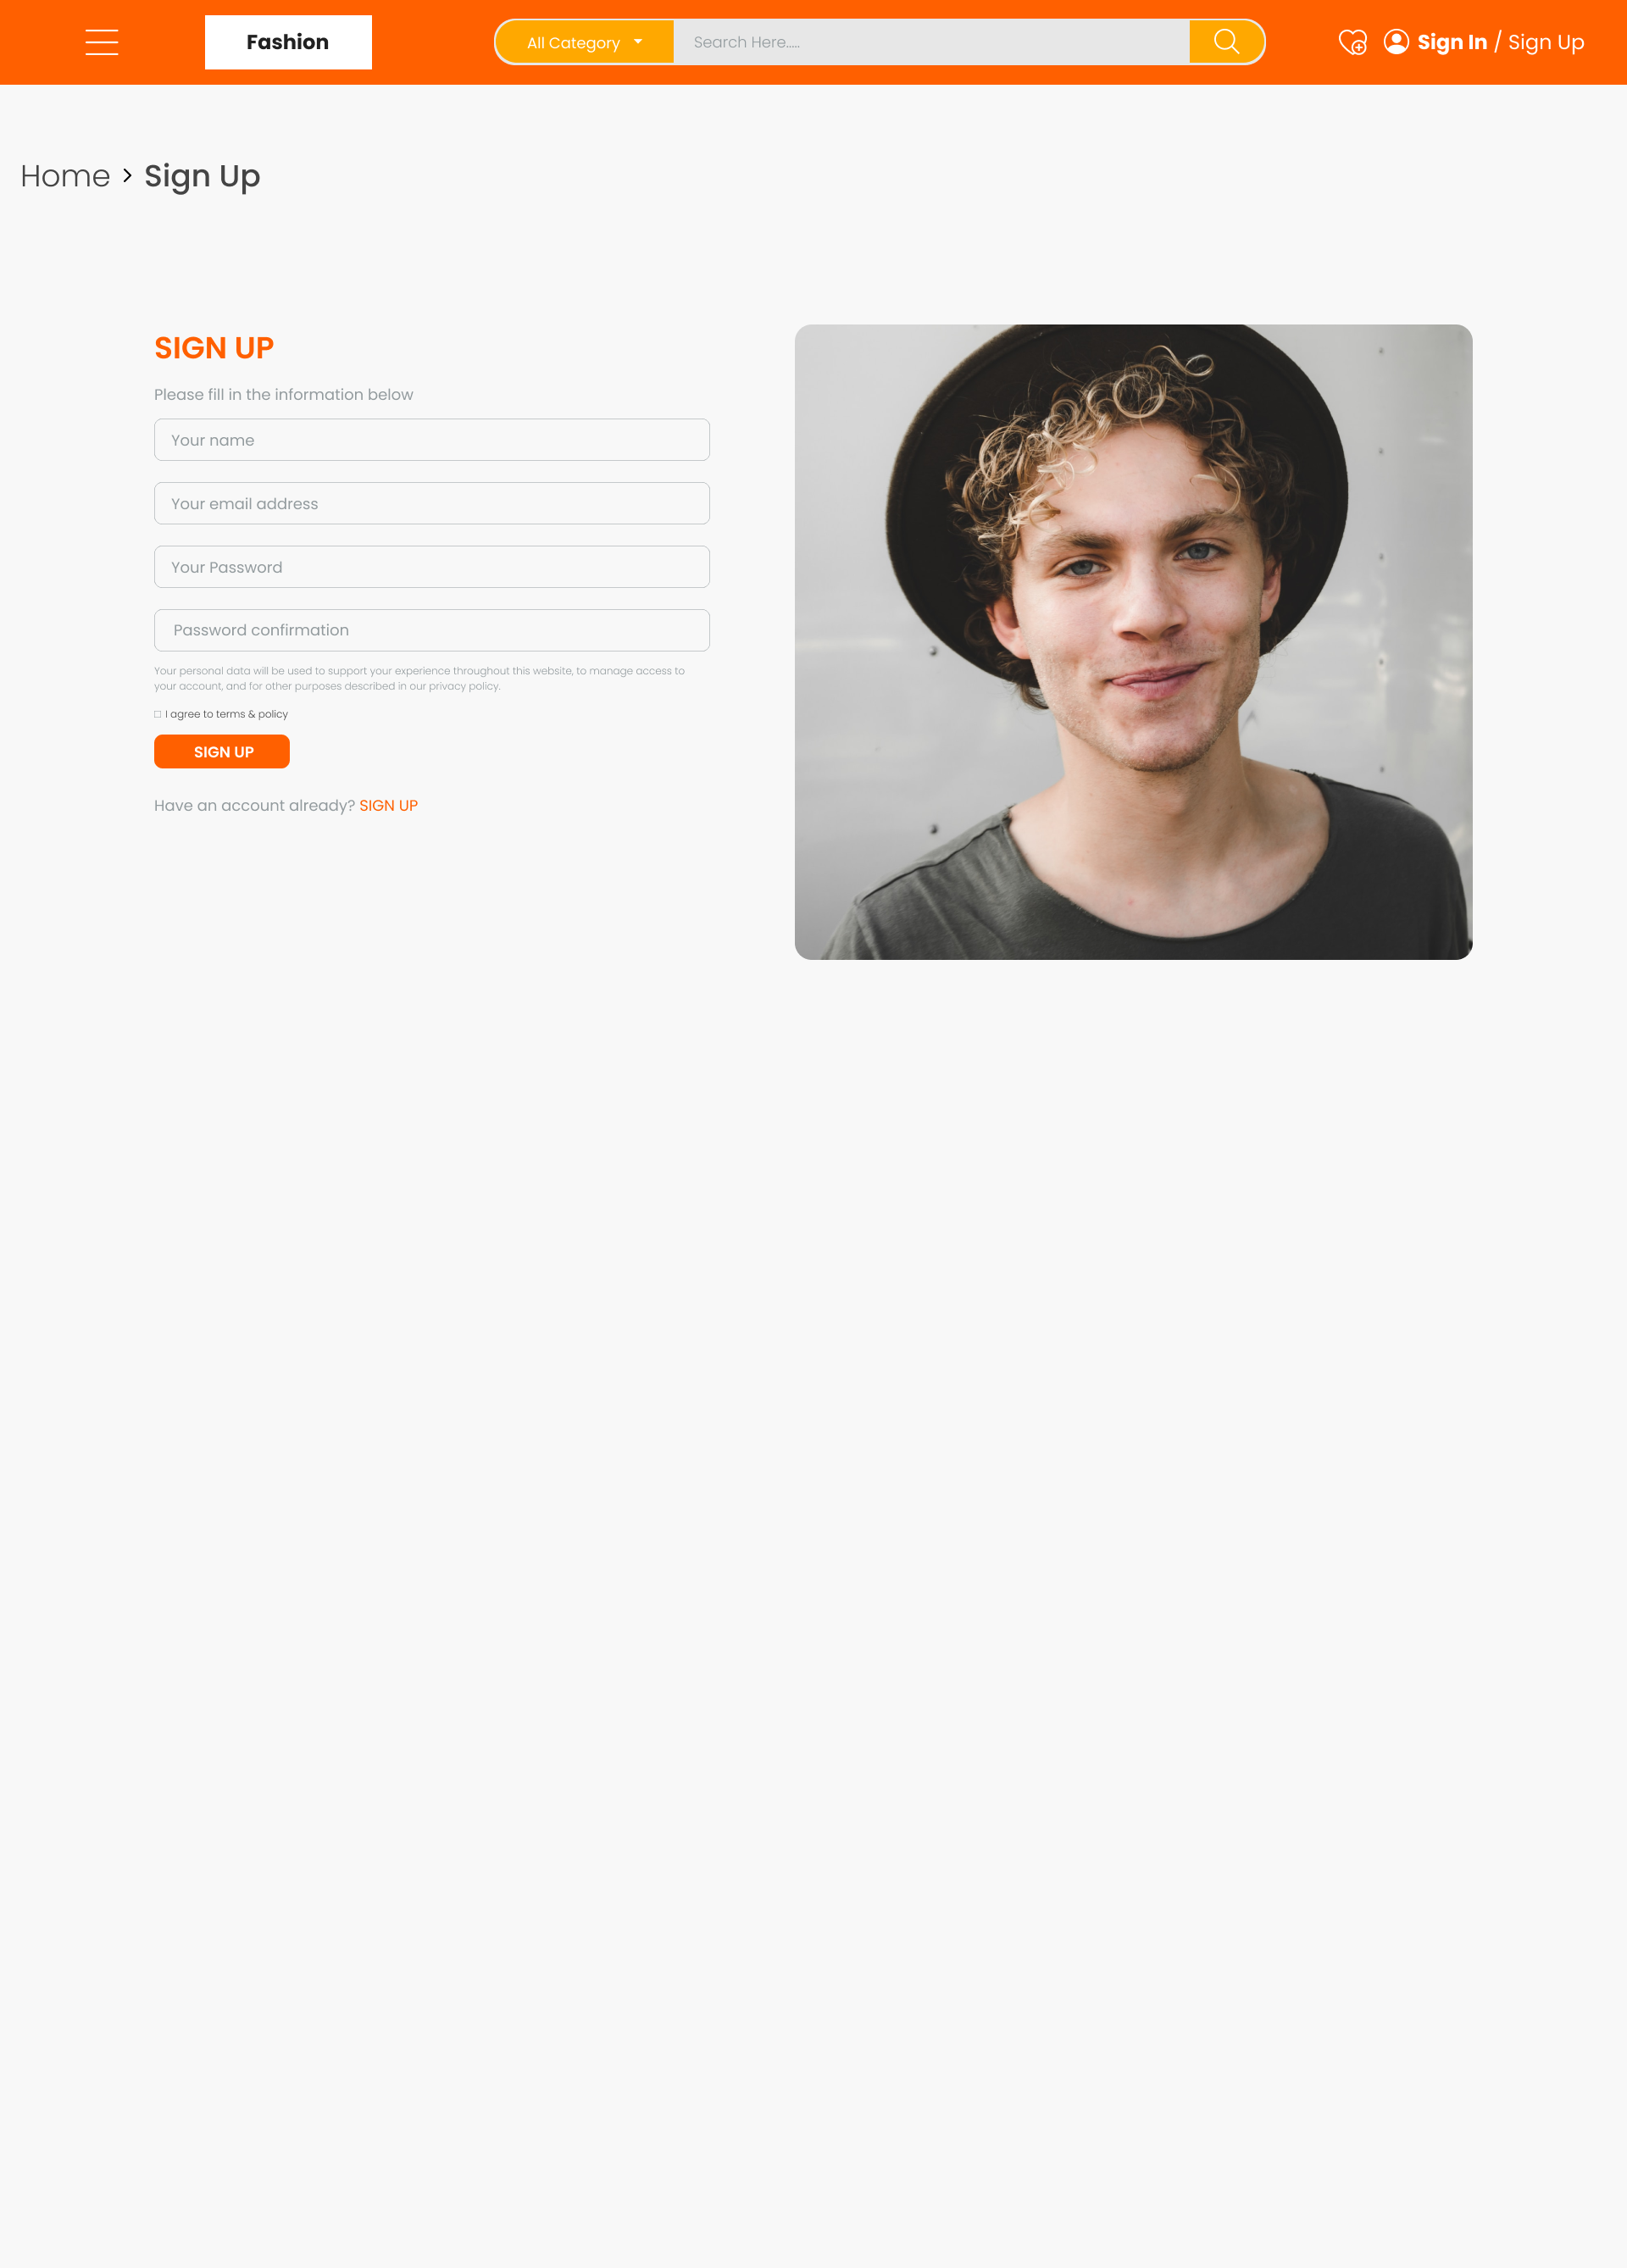 Fashion
All Category
Search Here.....
Sign In / Sign Up
Home > Sign Up
SIGN UP
Please fill in the information below
Your name
Your email address
Your Password
Password confirmation
Your personal data will be used to support your experience throughout this website, to manage access to
your account, and for other purposes described in our privacy policy.
I agree to terms & policy
SIGN UP
Have an account already? SIGN UP